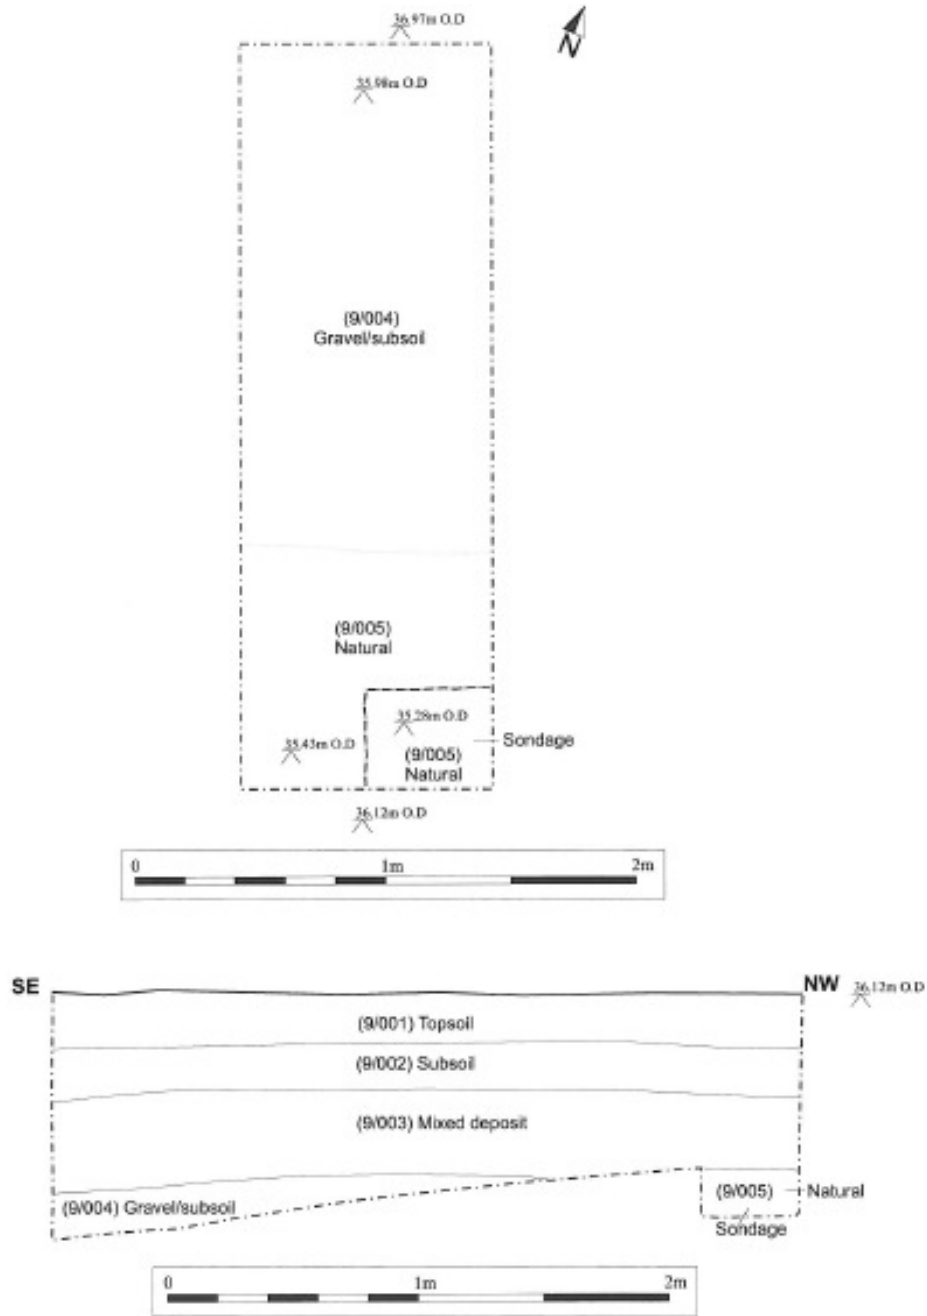 36.97m O.D
N
35.98m O.D
(9/004)
Gravel/subsoil
(9/005)
Natural
35.28m O.D
Sondage
35.43m O.D
(9/005)
Natural
36.12m O.D
0 1m 2m
SE
NW
36.12m O.D
(9/001) Topsoil
(9/002) Subsoil
(9/003) Mixed deposit
(9/004) Gravel/subsoil
(9/005)
Natural
Sondage
0 1m 2m